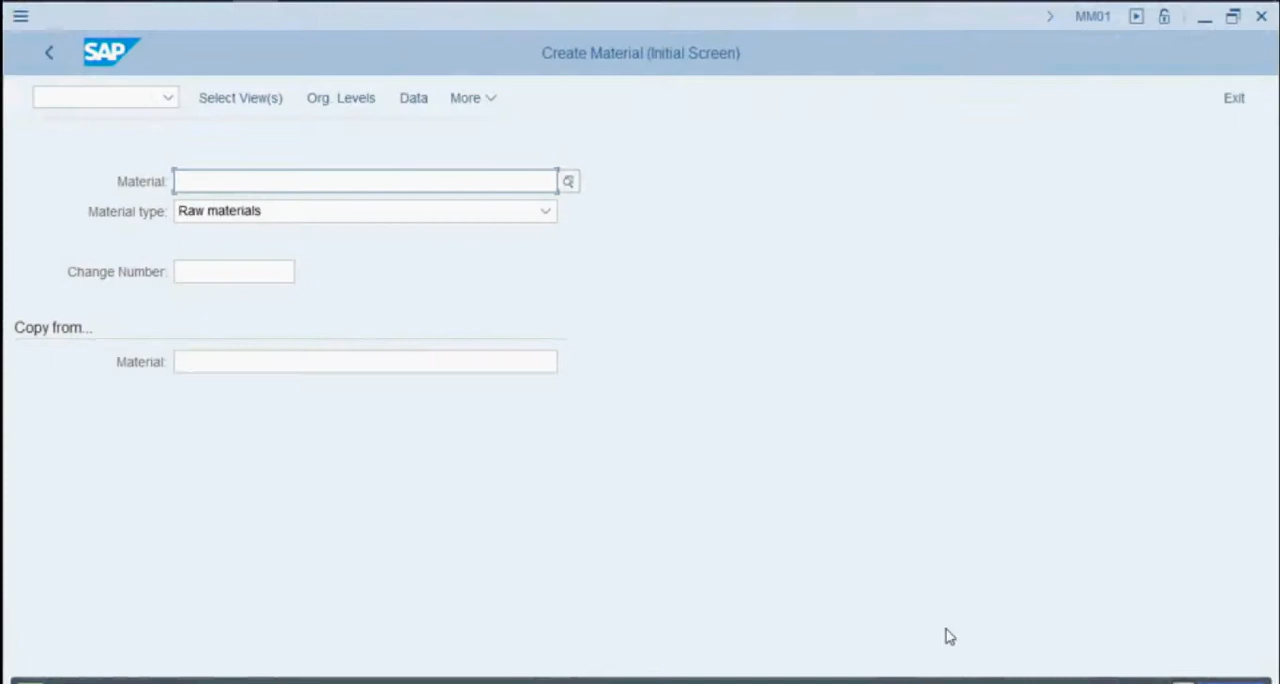 MM01
SAP
Create Material (Initial Screen)
Select View(s) Org. Levels Data More Exit
Material:
Material type: Raw materials
Change Number:
Copy from...
Material: